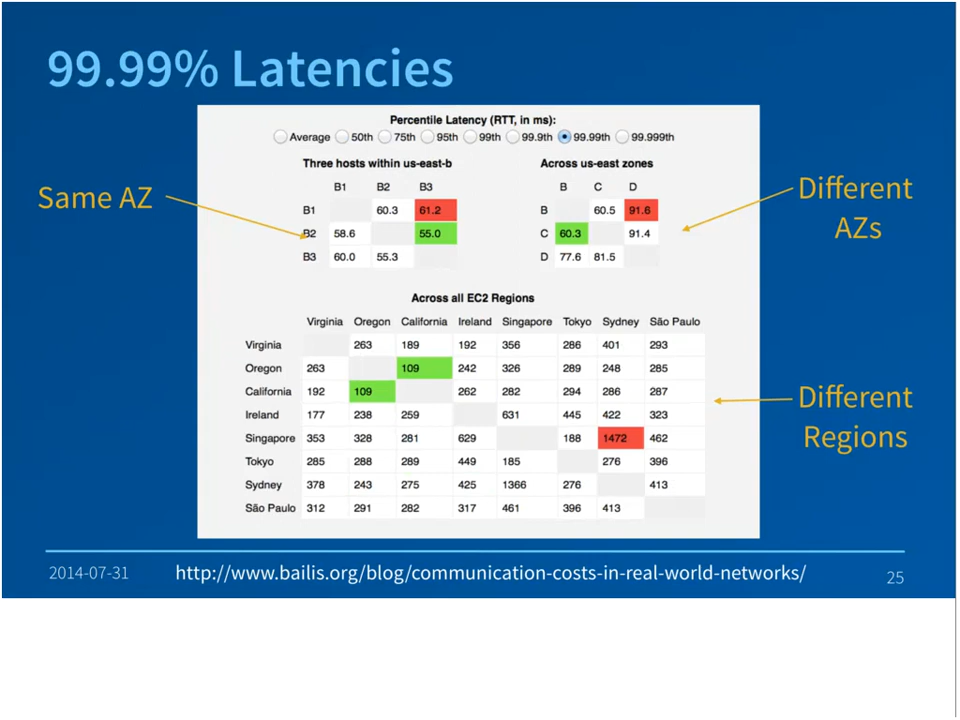 99.99% Latencies
Percentile Latency (RTT, in ms):
Average 50th 75th 95th 99th 99.9th 99.99th 99.999th
Three hosts within us-east-b
B1 B2 B3
B1 60.3 61.2
B2 58.6 55.0
B3 60.0 55.3
Across us-east zones
B C D
B 60.5 91.6
C 60.3 91.4
D 77.6 81.5
Same AZ
Different
AZs
Across all EC2 Regions
Virginia Oregon California Ireland Singapore Tokyo Sydney São Paulo
Virginia 263 189 192 356 286 401 293
Oregon 263 109 242 326 289 248 285
California 192 109 262 282 294 286 287
Ireland 177 238 259 631 445 422 323
Singapore 353 328 281 629 188 1472 462
Tokyo 285 288 289 449 185 276 396
Sydney 378 243 275 425 1366 276 413
São Paulo 312 291 282 317 461 396 413
Different
Regions
2014-07-31
http://www.bailis.org/blog/communication-costs-in-real-world-networks/
25